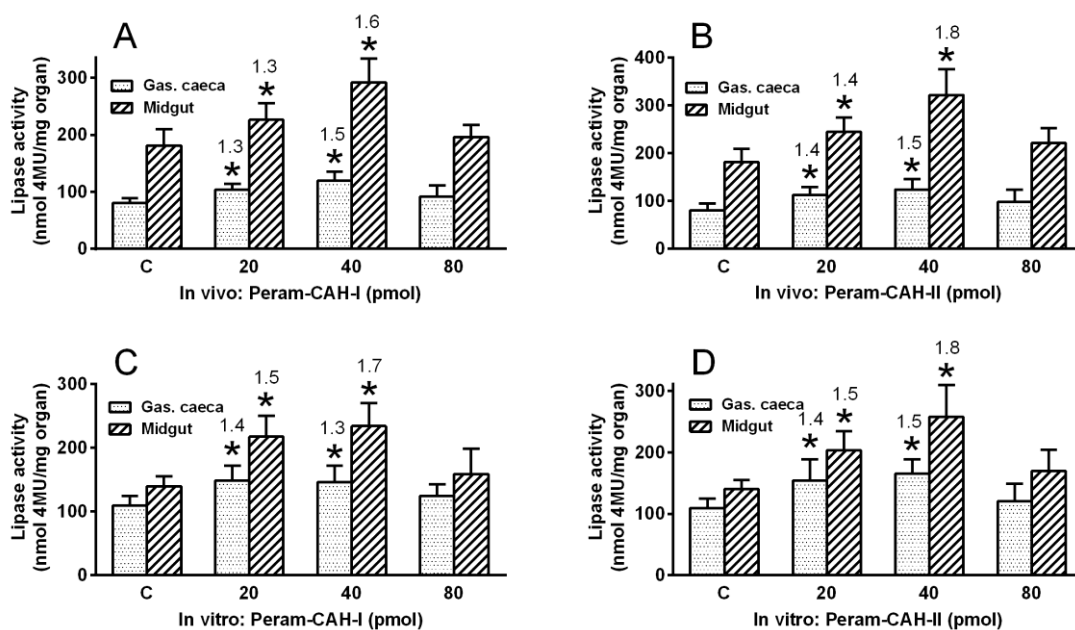 A
1.6
1.3
1.5
1.3
* * * *
300
200
100
0
Lipase activity
(nmol 4MU/mg organ)
Gas. caeca
Midgut
C 20 40 80
In vivo: Peram-CAH-I (pmol)
B
1.8
1.4
1.5
1.4
* * * *
400
300
200
100
0
Lipase activity
(nmol 4MU/mg organ)
Gas. caeca
Midgut
C 20 40 80
In vivo: Peram-CAH-II (pmol)
C
1.7
1.5
1.4
1.3
* * * *
300
200
100
0
Lipase activity
(nmol 4MU/mg organ)
Gas. caeca
Midgut
C 20 40 80
In vitro: Peram-CAH-I (pmol)
D
1.8
1.5
1.4
1.5
* * * *
300
200
100
0
Lipase activity
(nmol 4MU/mg organ)
Gas. caeca
Midgut
C 20 40 80
In vitro: Peram-CAH-II (pmol)